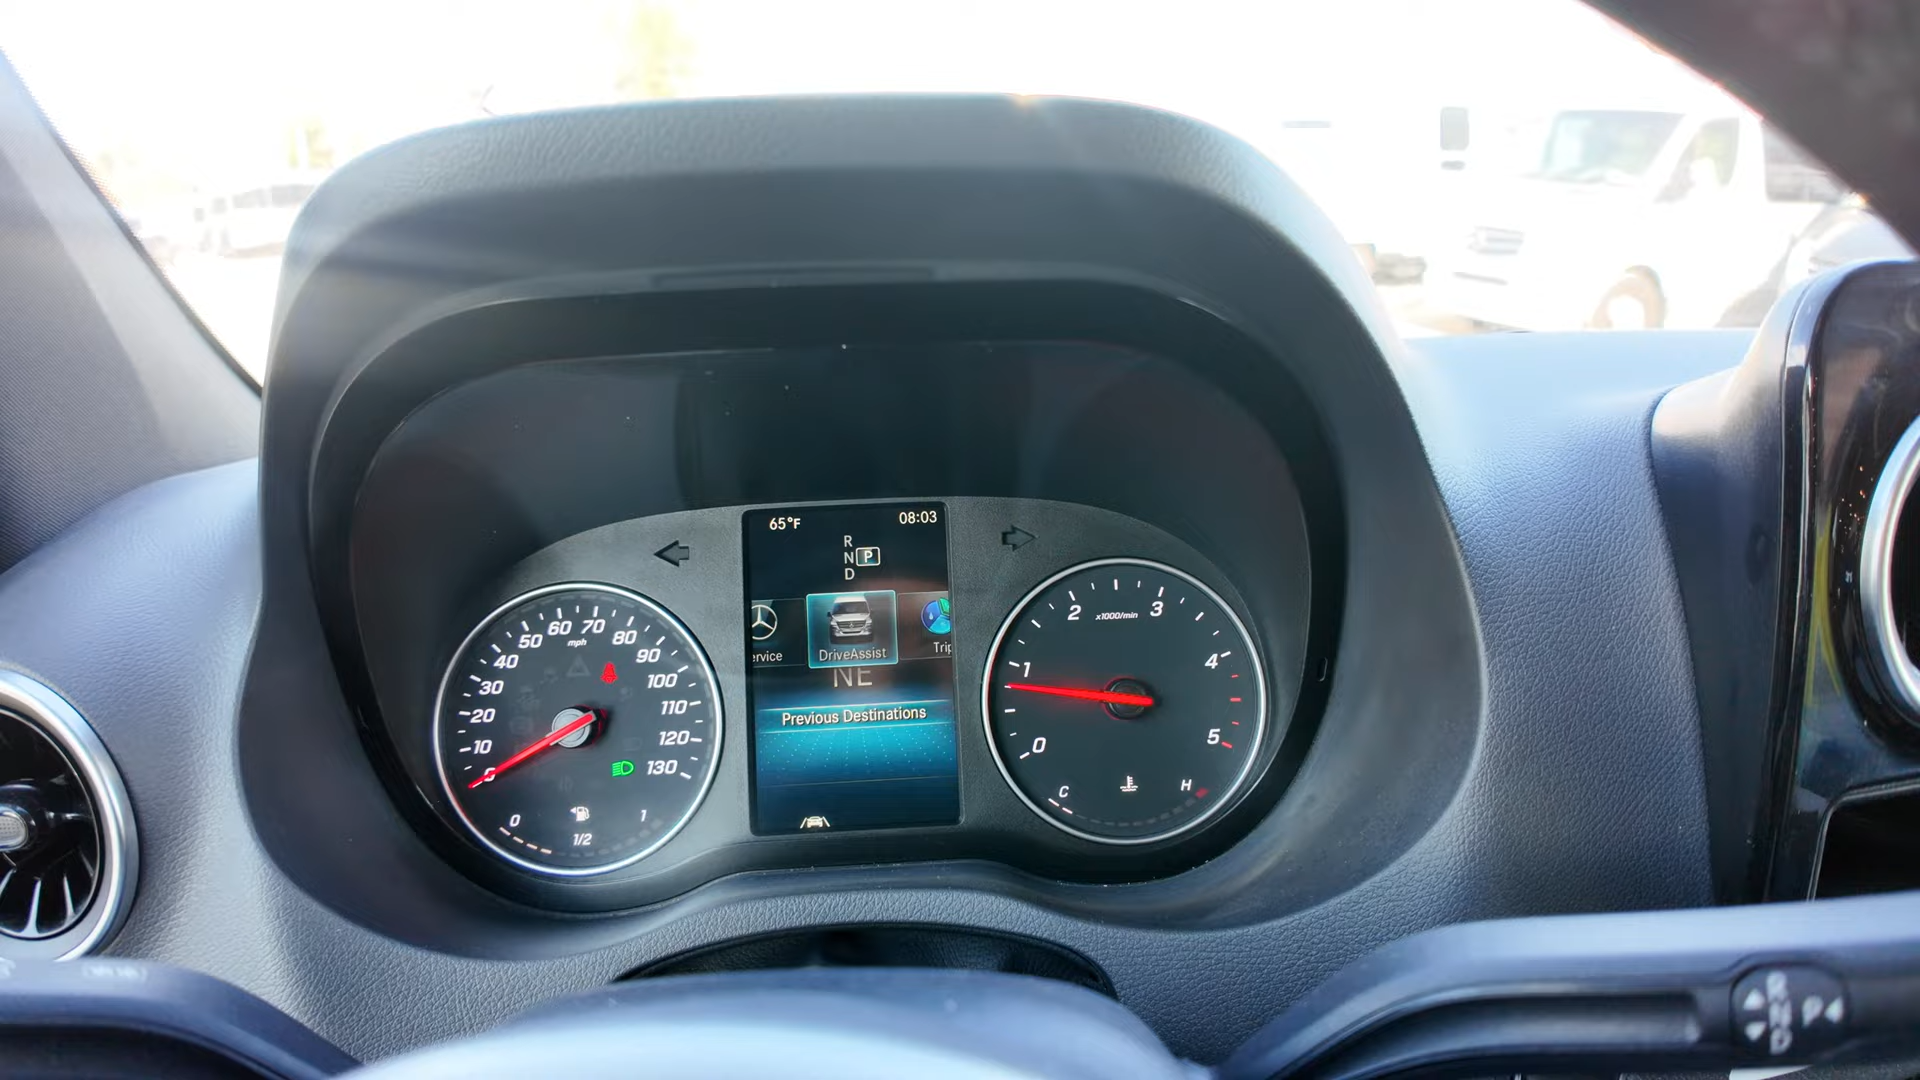 65°F 08:03
R
N P
D
ervice DriveAssist Trip
NE
Previous Destinations
0 10 20 30 40 50 60 70 80 90 100 110 120 130
mph
0 1/2 1
0 1 2 3 4 5
x1000/min
C H
R
N P
D